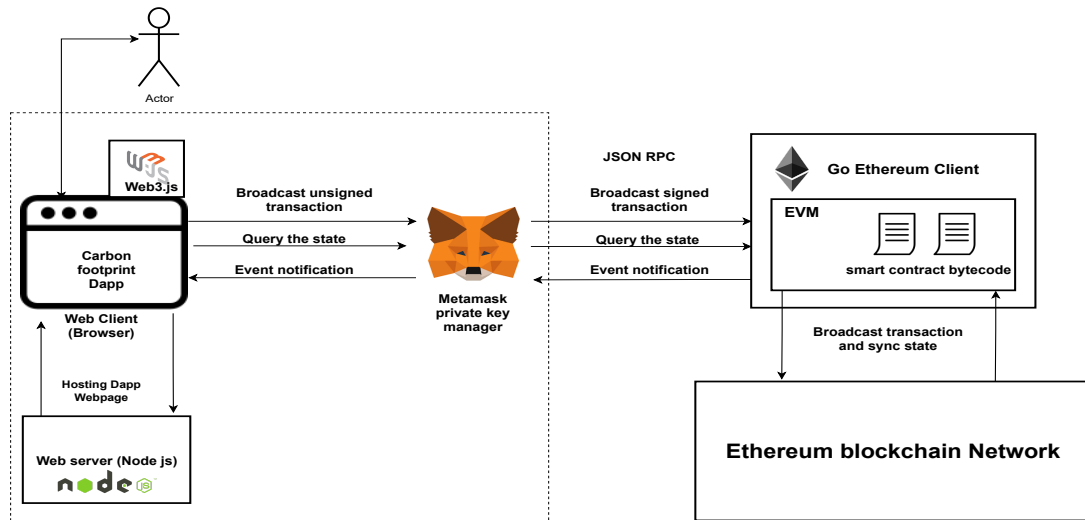 Actor
Web3.js
Carbon
footprint
Dapp
Web Client
(Browser)
Hosting Dapp
Webpage
Web server (Node js)
node
JS
Broadcast unsigned
transaction
Query the state
Event notification
Metamask
private key
manager
JSON RPC
Broadcast signed
transaction
Query the state
Event notification
Go Ethereum Client
EVM
smart contract bytecode
Broadcast transaction
and sync state
Ethereum blockchain Network